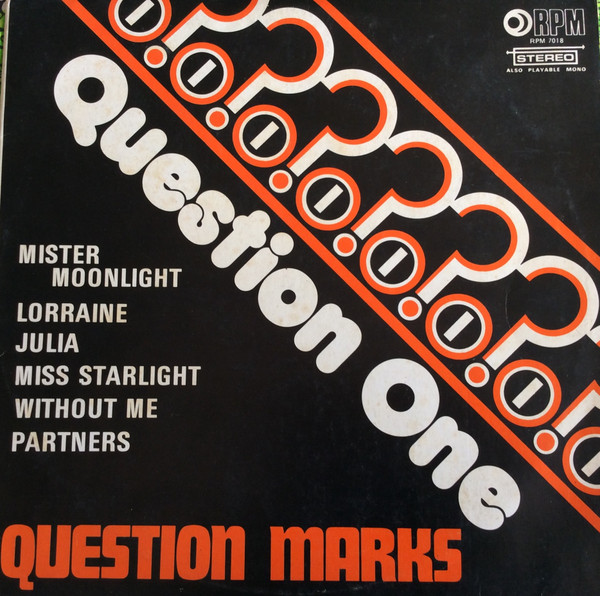 RPM
RPM 7018
STEREO
ALSO PLAYABLE MONO
Question One
MISTER
MOONLIGHT
LORRAINE
JULIA
MISS STARLIGHT
WITHOUT ME
PARTNERS
QUESTION MARKS